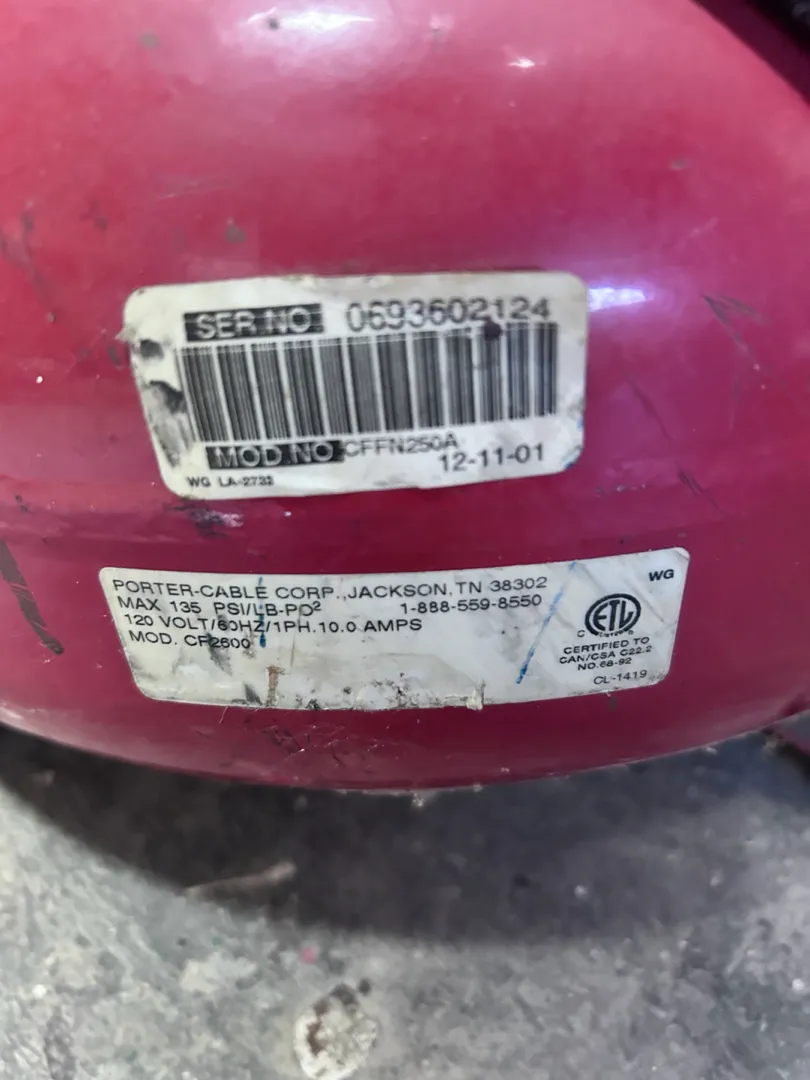 SER NO 0693602124
MOD.NO CFFN250A
12-11-01
WG LA-2732
PORTER-CABLE CORP., JACKSON, TN 38302
MAX 135 PSI/LB-PO² 1-888-559-8550
120 VOLT/60HZ/1PH.10.0 AMPS
MOD. CF2600
WG
ETL
C LISTED
CERTIFIED TO
CAN/CSA C22.2
NO.68-92
CL-1419